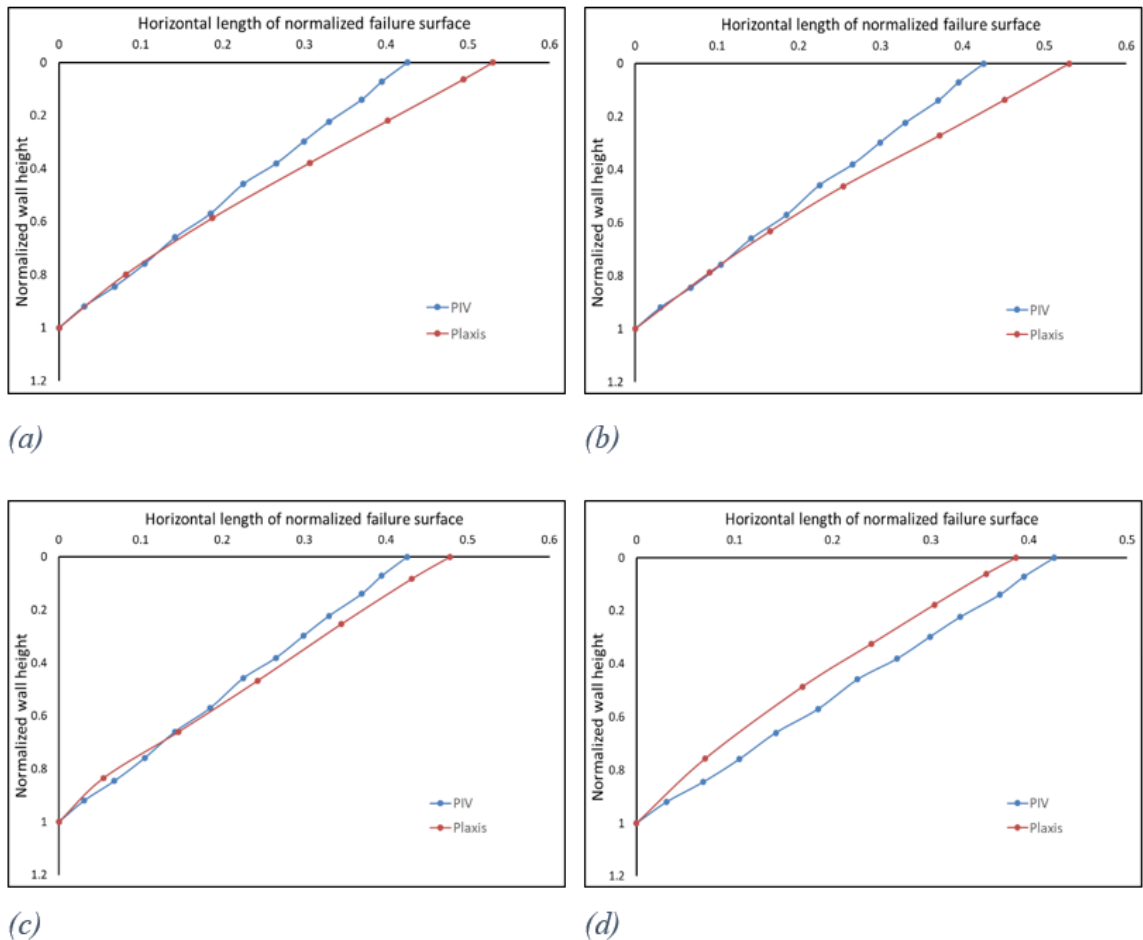 Horizontal length of normalized failure surface
0 0.1 0.2 0.3 0.4 0.5 0.6
0
0.2
0.4
0.6
0.8
1
1.2
Normalized wall height
PIV
Plaxis
(a)
Horizontal length of normalized failure surface
0 0.1 0.2 0.3 0.4 0.5 0.6
0
0.2
0.4
0.6
0.8
1
1.2
Normalized wall height
PIV
Plaxis
(b)
Horizontal length of normalized failure surface
0 0.1 0.2 0.3 0.4 0.5 0.6
0
0.2
0.4
0.6
0.8
1
1.2
Normalized wall height
PIV
Plaxis
(c)
Horizontal length of normalized failure surface
0 0.1 0.2 0.3 0.4 0.5
0
0.2
0.4
0.6
0.8
1
1.2
Normalized wall height
PIV
Plaxis
(d)